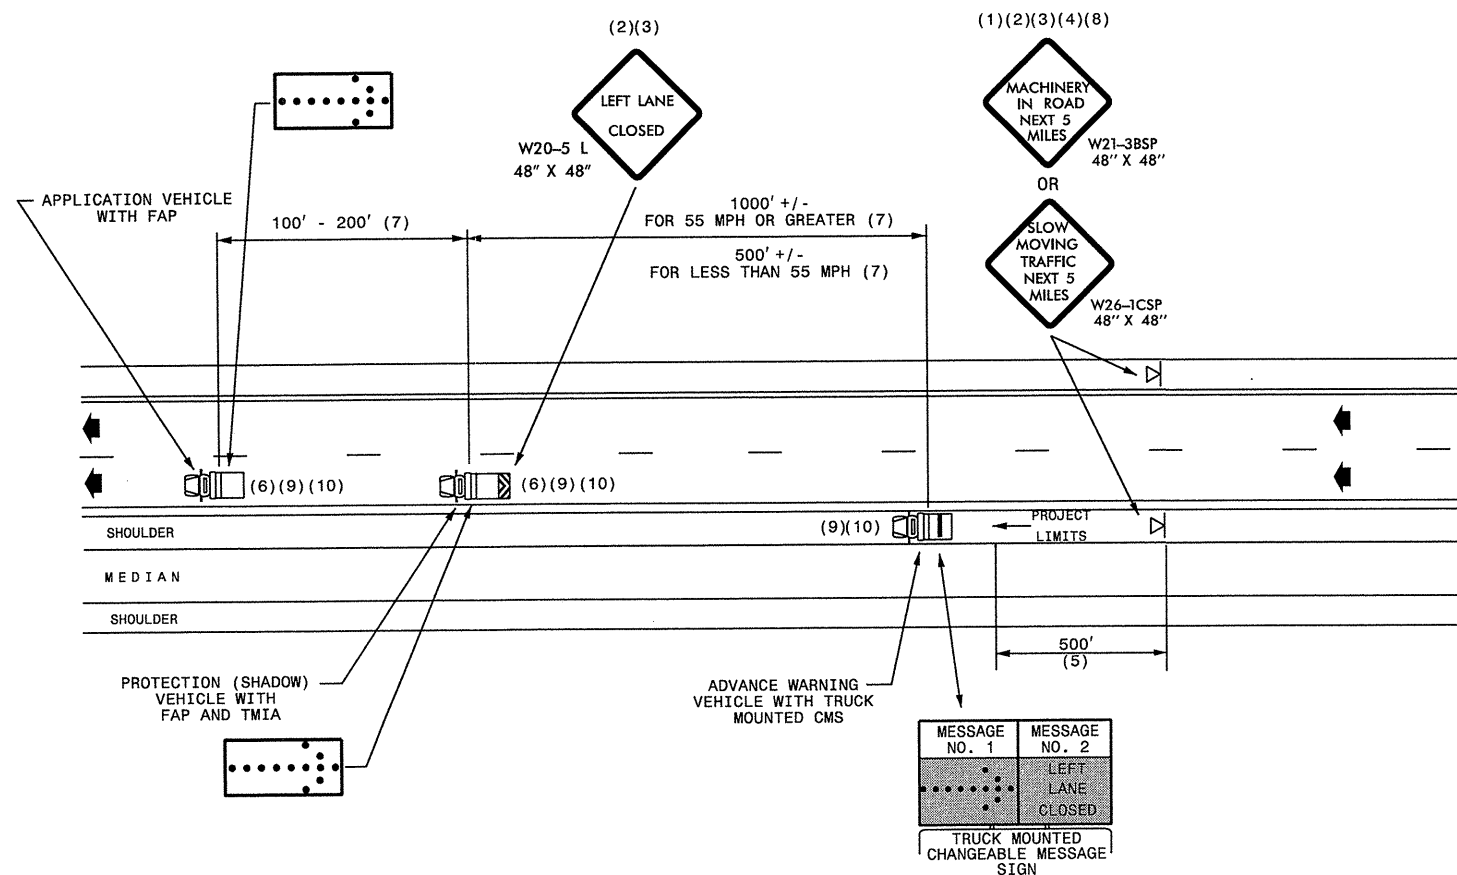 (2)(3)
(1)(2)(3)(4)(8)
LEFT LANE
CLOSED
W20-5 L
48" X 48"
MACHINERY
IN ROAD
NEXT 5
MILES
W21-3BSP
48" X 48"
OR
SLOW
MOVING
TRAFFIC
NEXT 5
MILES
W26-1CSP
48" X 48"
APPLICATION VEHICLE
WITH FAP
100' - 200' (7)
1000' +/-
FOR 55 MPH OR GREATER (7)
500' +/-
FOR LESS THAN 55 MPH (7)
(6)(9)(10)
(6)(9)(10)
(9)(10)
PROJECT
LIMITS
SHOULDER
MEDIAN
SHOULDER
500'
(5)
PROTECTION (SHADOW)
VEHICLE WITH
FAP AND TMIA
ADVANCE WARNING
VEHICLE WITH TRUCK
MOUNTED CMS
MESSAGE
NO. 1
MESSAGE
NO. 2
LEFT
LANE
CLOSED
TRUCK MOUNTED
CHANGEABLE MESSAGE
SIGN